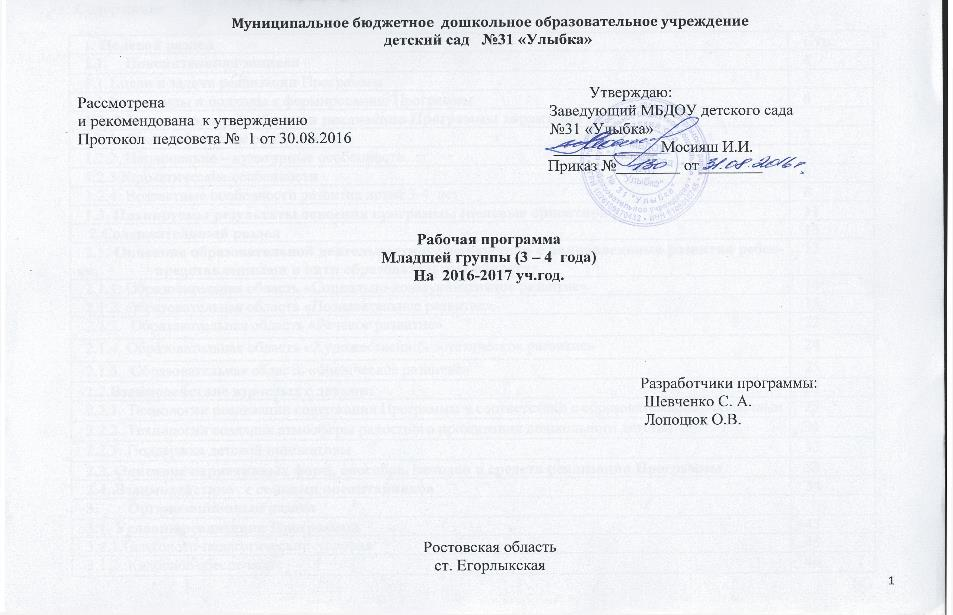 Муниципальное бюджетное дошкольное образовательное учреждение
детский сад №31 «Улыбка»
Рассмотрена
и рекомендована к утверждению
Протокол педсовета № 1 от 30.08.2016
Утверждаю:
Заведующий МБДОУ детского сада
№31 «Улыбка»
Мосияш И.И.
Приказ № 130 от 31.08.2016г.
Рабочая программа
Младшей группы (3 – 4 года)
На 2016-2017 уч.год.
Разработчики программы:
Шевченко С. А.
Лопоцюк О.В.
Ростовская область
ст. Егорлыкская
1